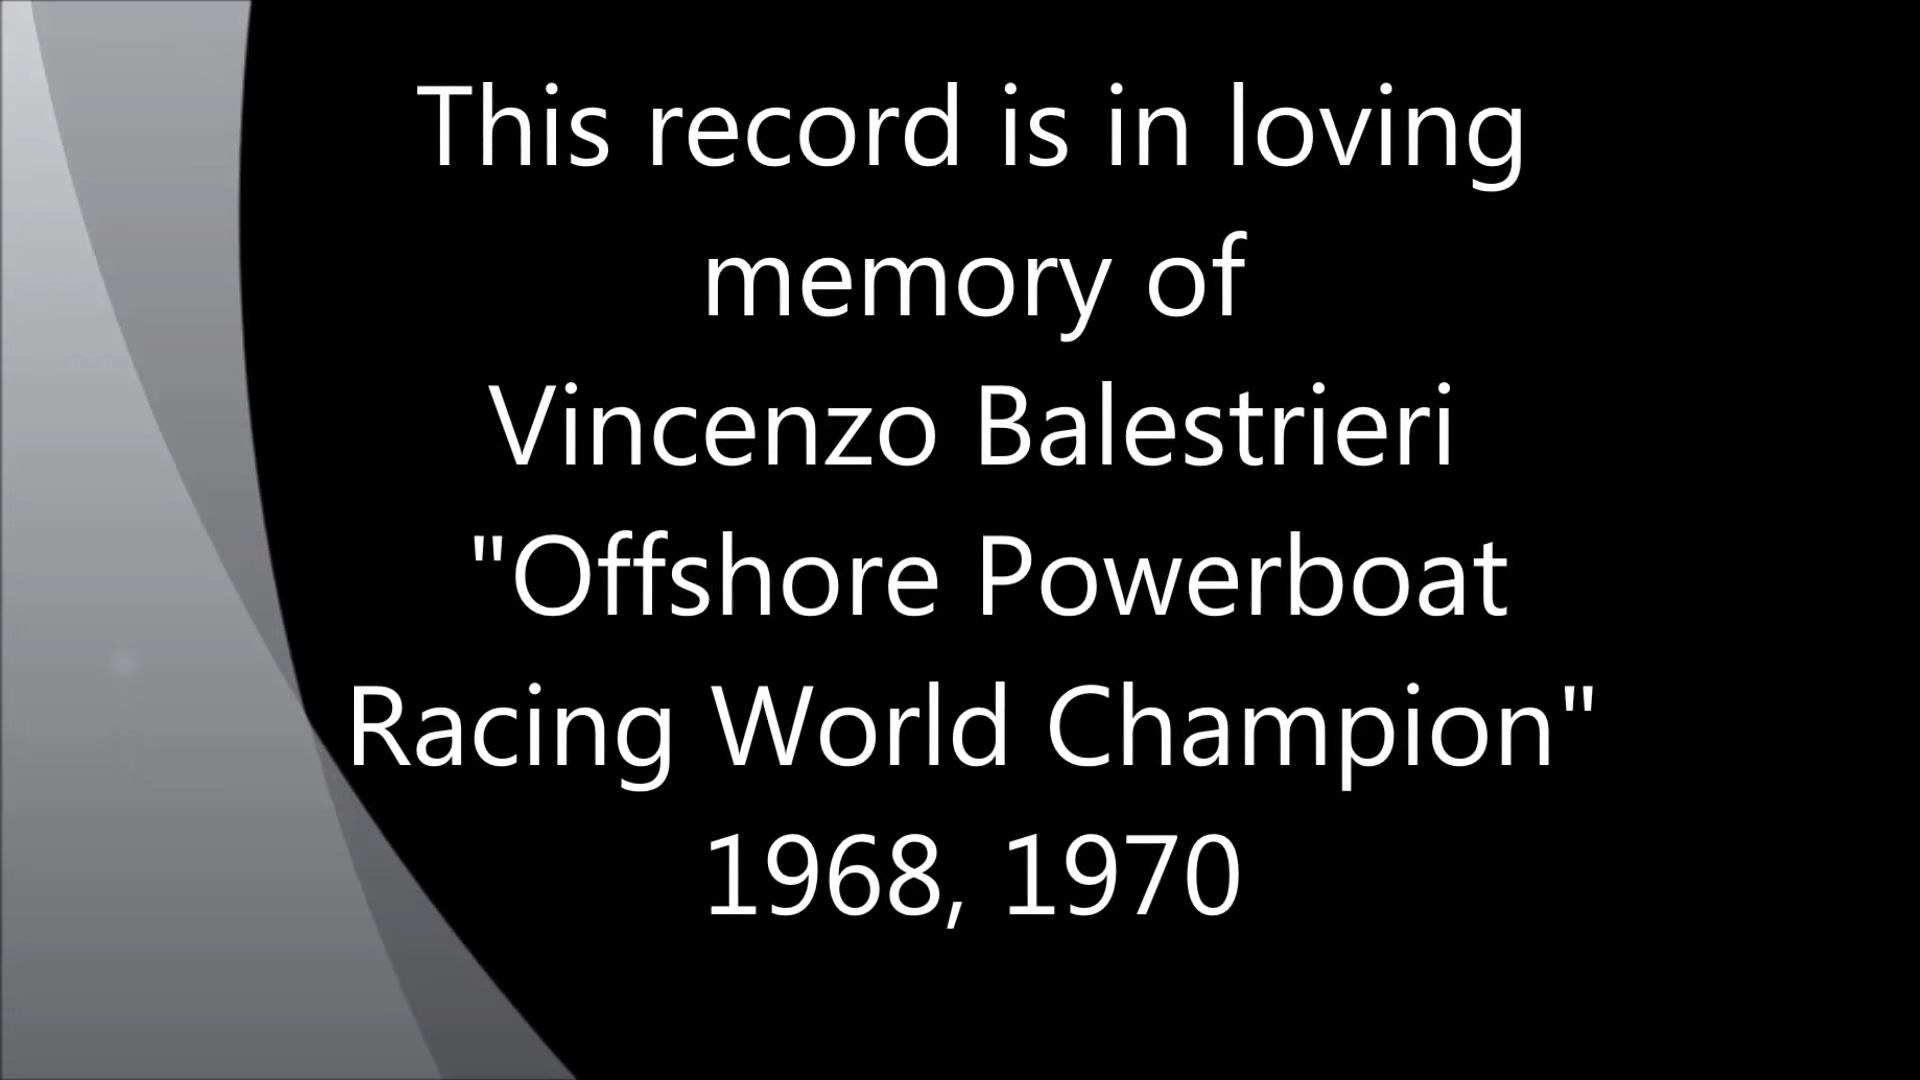 This record is in loving
memory of
Vincenzo Balestrieri
"Offshore Powerboat
Racing World Champion"
1968, 1970